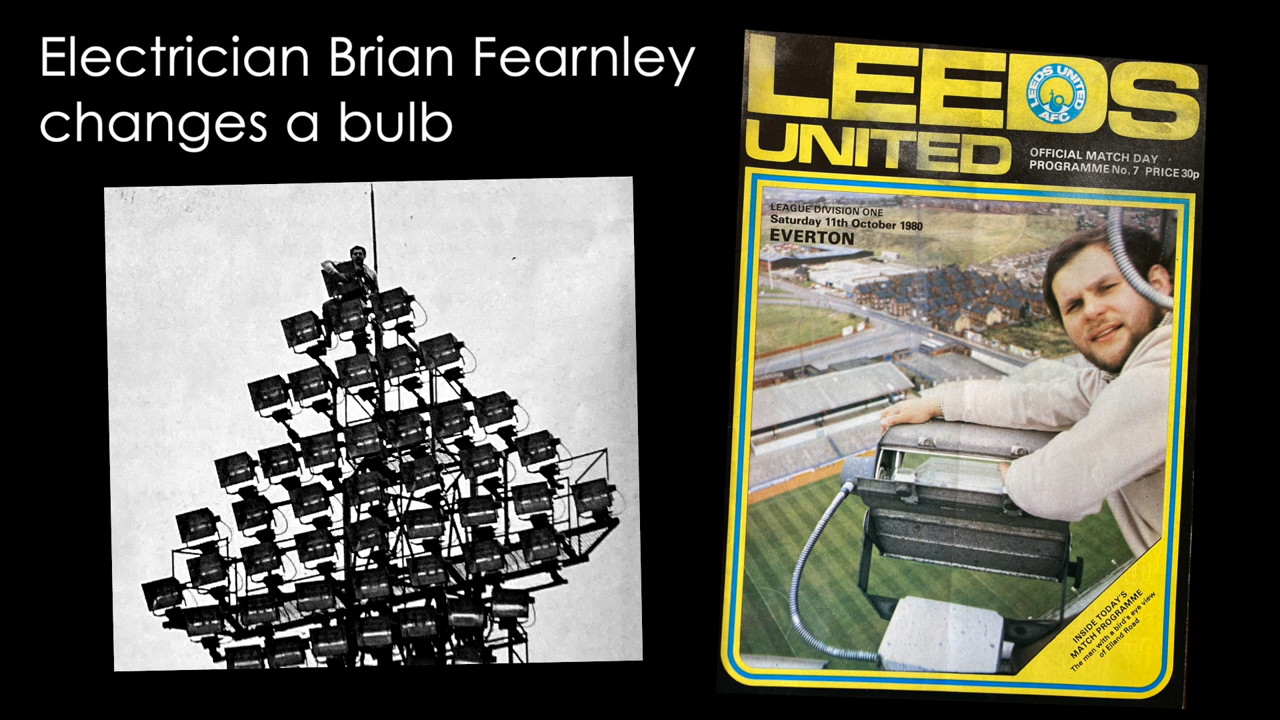 Electrician Brian Fearnley
changes a bulb
LEEDS
LEEDS UNITED
AFC
UNITED
OFFICIAL MATCH DAY
PROGRAMME No. 7 PRICE 30p
LEAGUE DIVISION ONE
Saturday 11th October 1980
EVERTON
INSIDE TODAY'S
MATCH PROGRAMME
The man with a bird's eye view
of Elland Road